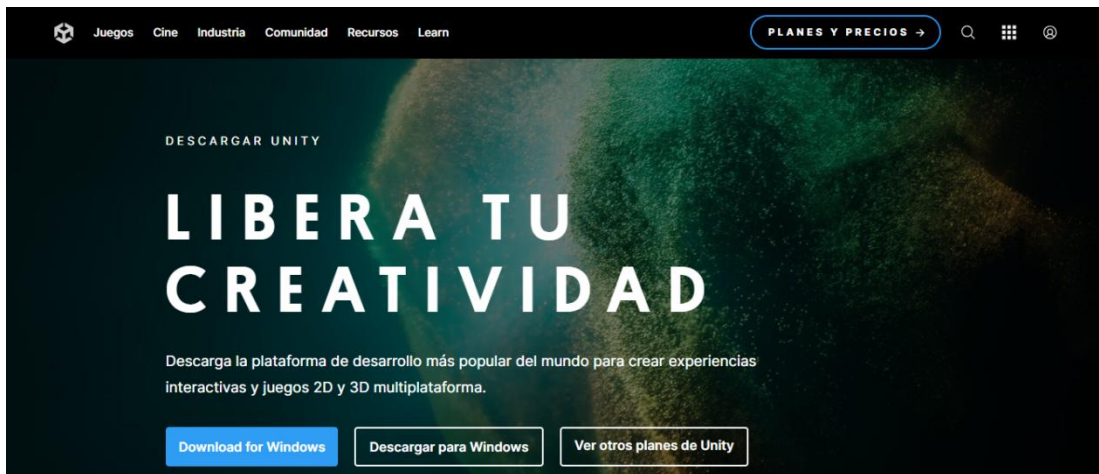 Juegos Cine Industria Comunidad Recursos Learn PLANES Y PRECIOS →
DESCARGAR UNITY
LIBERA TU
CREATIVIDAD
Descarga la plataforma de desarrollo más popular del mundo para crear experiencias
interactivas y juegos 2D y 3D multiplataforma.
Download for Windows Descargar para Windows Ver otros planes de Unity